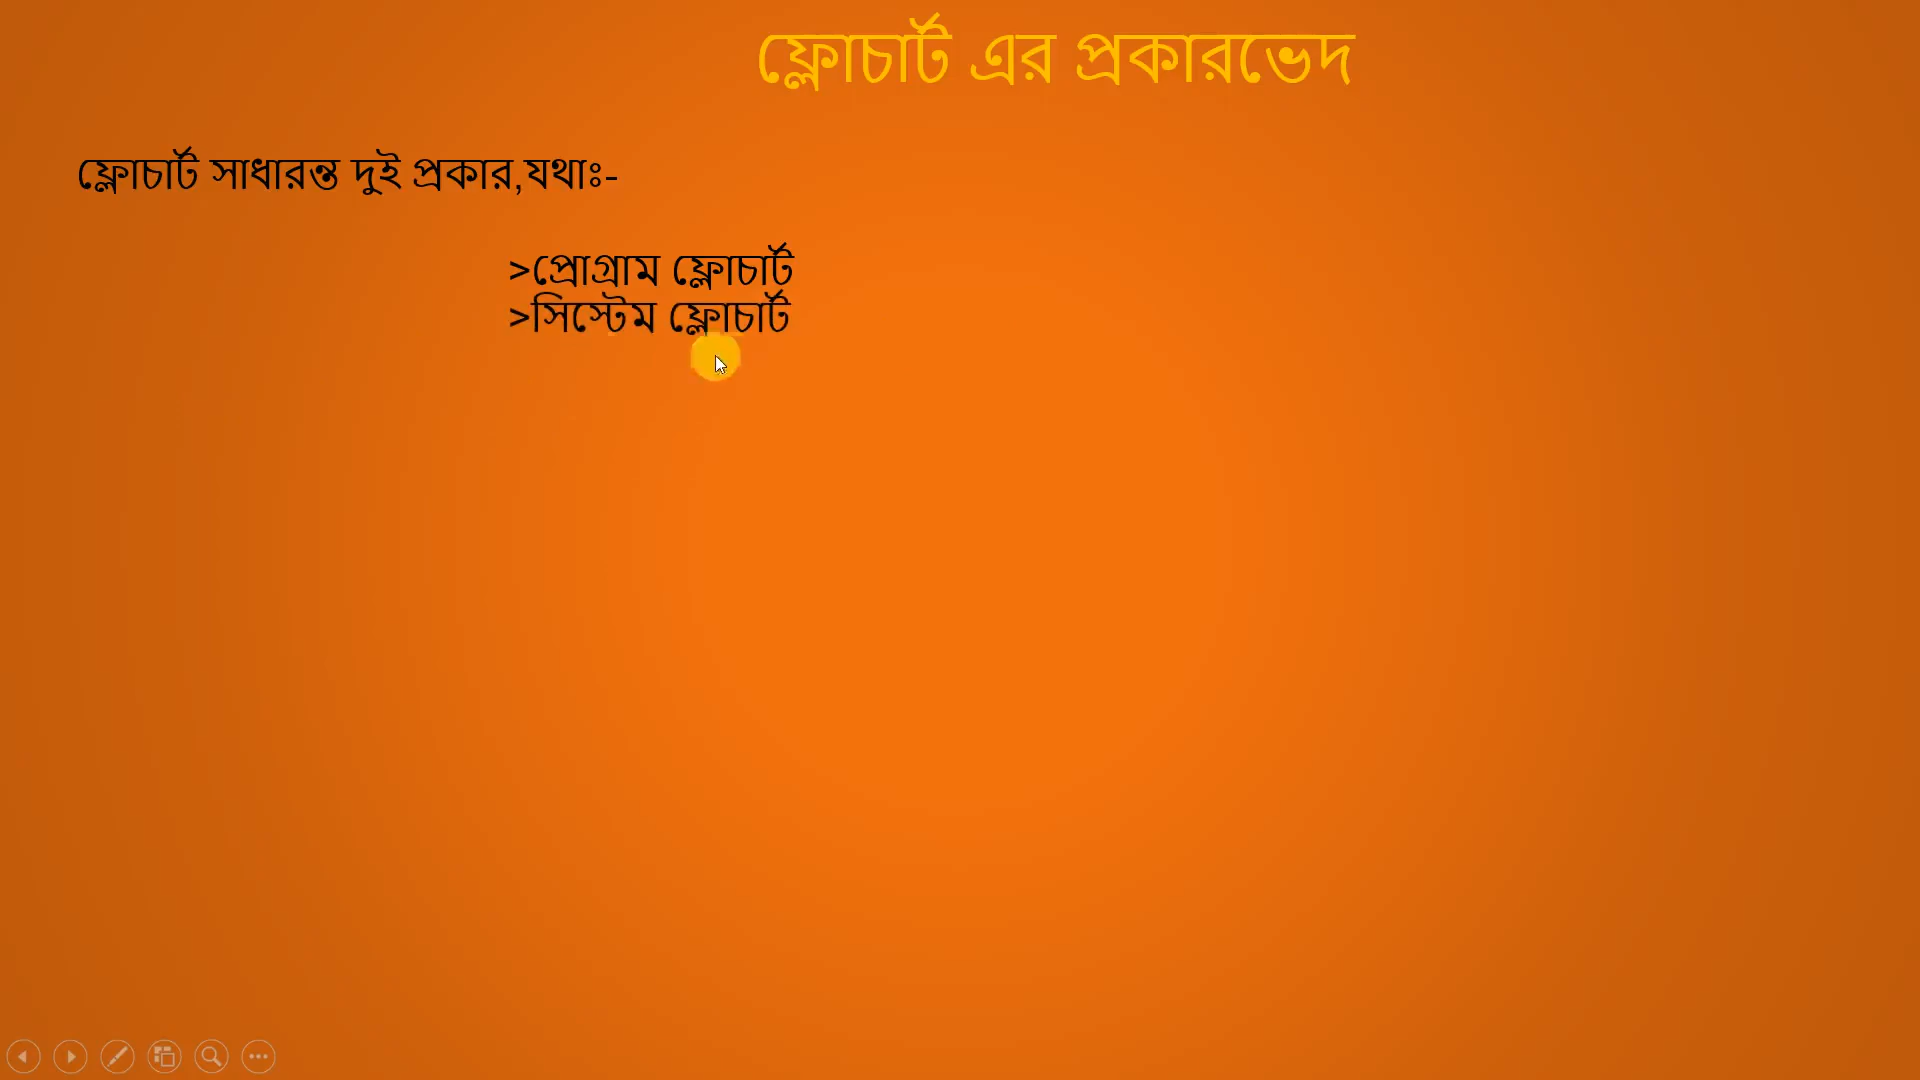 ফ্লোচার্ট এর প্রকারভেদ
ফ্লোচার্ট সাধারন্ত দুই প্রকার,যথাঃ-
>প্রোগ্রাম ফ্লোচার্ট
>সিস্টেম ফ্লোচার্ট